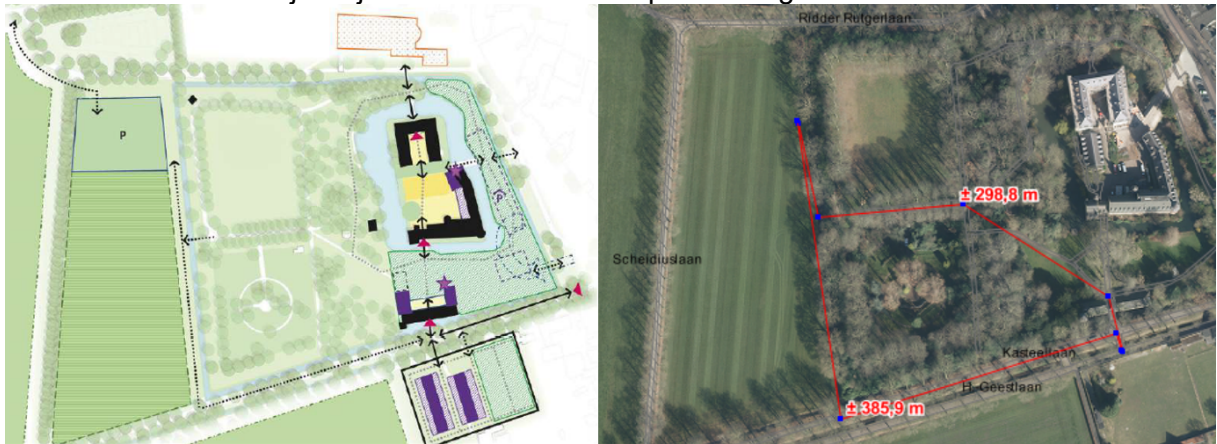 P
P
Ridder Rutgerlaan
± 298,8 m
Scheidiuslaan
Kasteellaan
H.-Geestlaan
± 385,9 m